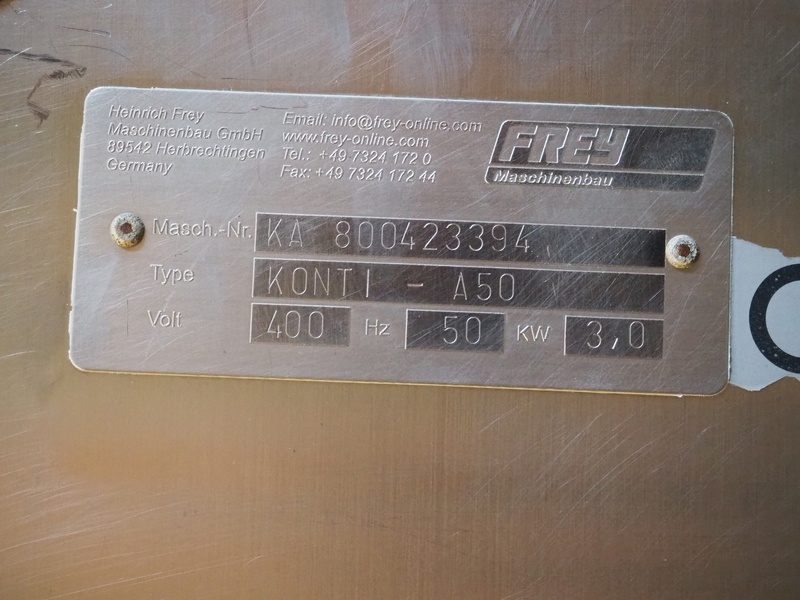 Heinrich Frey
Maschinenbau GmbH
89542 Herbrechtingen
Germany
Email: info@frey-online.com
www.frey-online.com
Tel.: +49 7324 172 0
Fax: +49 7324 172 44
FREY
Maschinenbau
Masch.-Nr. KA 800423394
Type KONTI - A50
Volt 400 Hz 50 KW 3,0